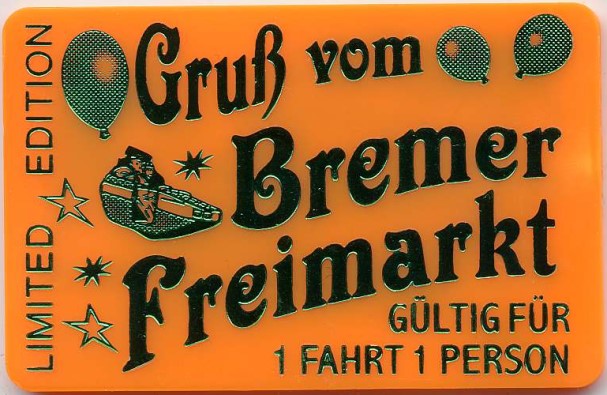 Gruß vom
Bremer
Freimarkt
GÜLTIG FÜR
1 FAHRT 1 PERSON
LIMITED EDITION